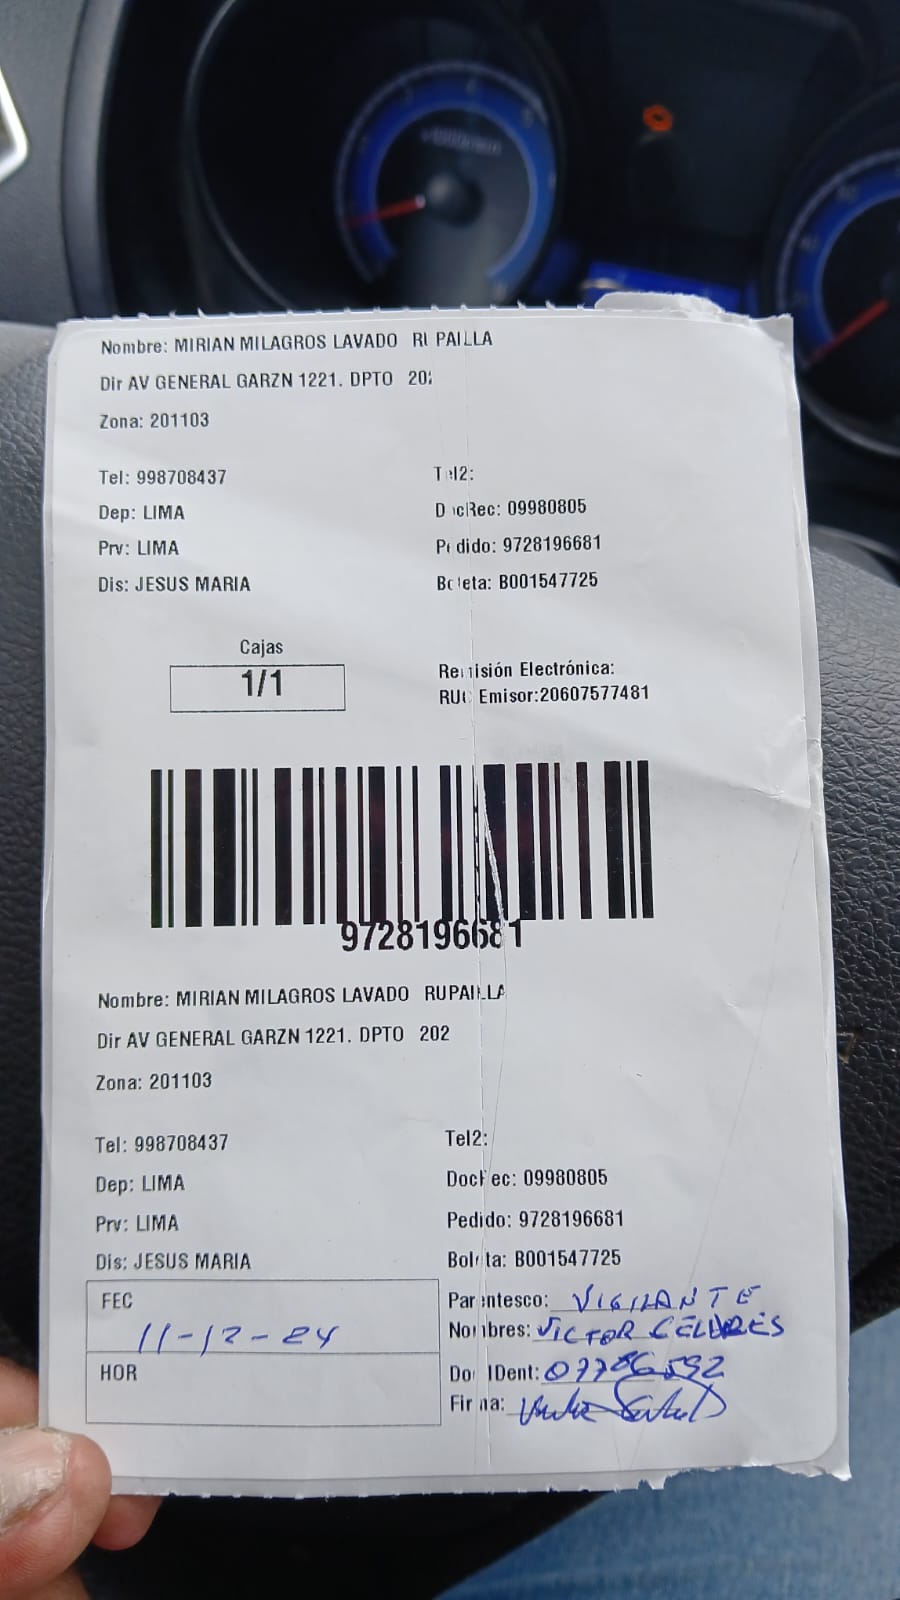 Nombre: MIRIAN MILAGROS LAVADO RU PAILLA
Dir AV GENERAL GARZN 1221. DPTO 202
Zona: 201103
Tel: 998708437 Tel2:
Dep: LIMA DocRec: 09980805
Prv: LIMA Pedido: 9728196681
Dis: JESUS MARIA Boleta: B001547725
Cajas
1/1
Remisión Electrónica:
RUC Emisor:20607577481
9728196681
Nombre: MIRIAN MILAGROS LAVADO RUPAILLA
Dir AV GENERAL GARZN 1221. DPTO 202
Zona: 201103
Tel: 998708437 Tel2:
Dep: LIMA DocRec: 09980805
Prv: LIMA Pedido: 9728196681
Dis: JESUS MARIA Boleta: B001547725
FEC Parentesco: VIGILANTE
11-12-24 Nombres: VICTOR
HOR Doc IDent:
Firma: